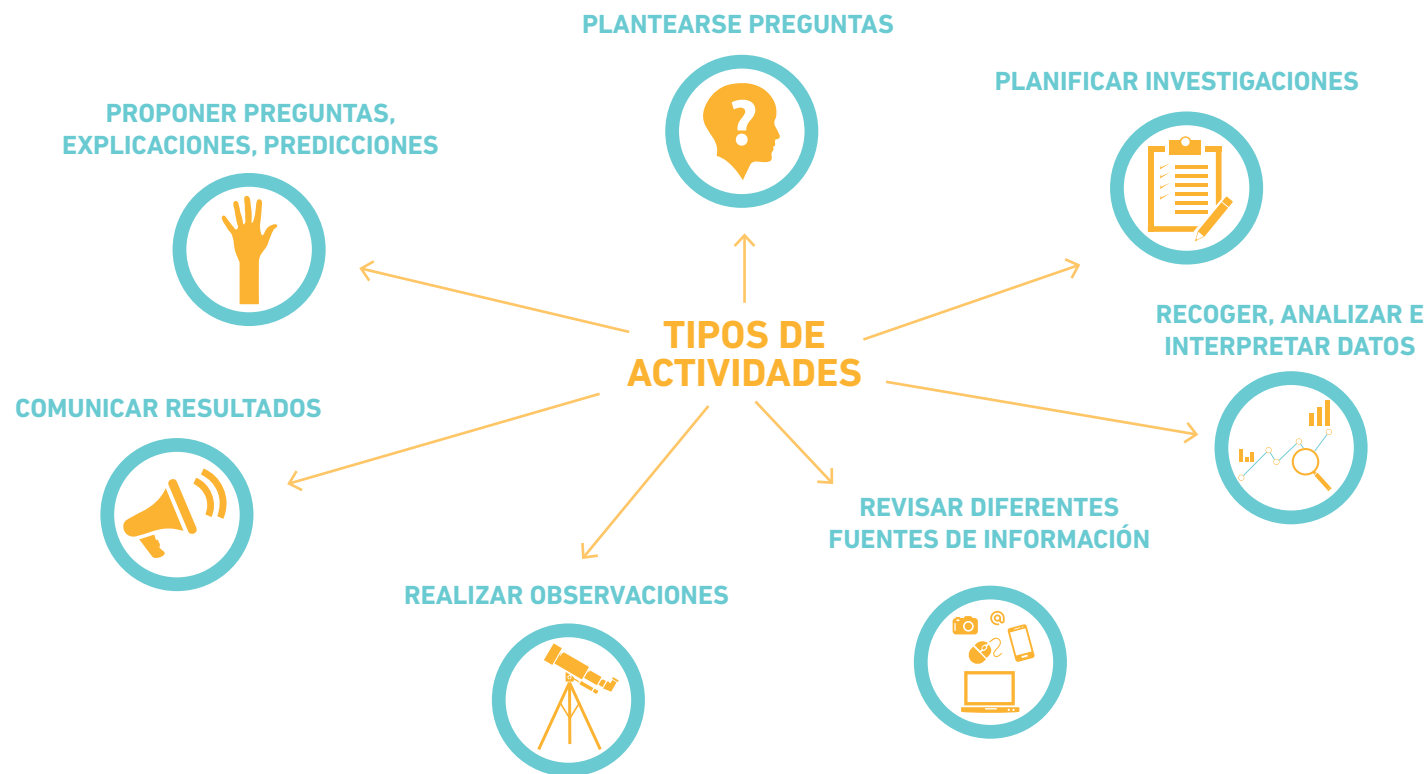 PLANTEARSE PREGUNTAS
PLANIFICAR INVESTIGACIONES
PROPONER PREGUNTAS,
EXPLICACIONES, PREDICCIONES
?
TIPOS DE
ACTIVIDADES
RECOGER, ANALIZAR E
INTERPRETAR DATOS
COMUNICAR RESULTADOS
REVISAR DIFERENTES
FUENTES DE INFORMACIÓN
REALIZAR OBSERVACIONES
@